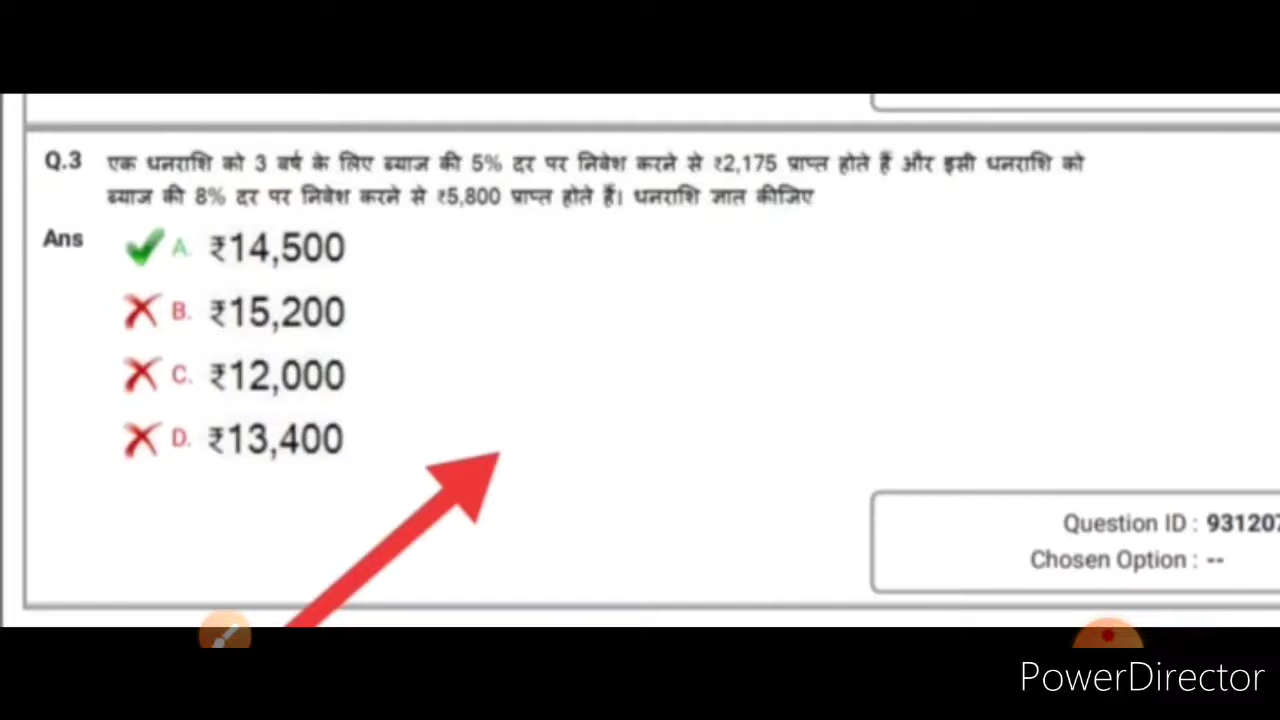 Q.3 एक धनराशि को 3 वर्ष के लिए ब्याज की 5% दर पर निवेश करने से ₹2,175 प्राप्त होते हैं और इसी धनराशि को
ब्याज की 8% दर पर निवेश करने से ₹5,800 प्राप्त होते हैं। धनराशि ज्ञात कीजिए
Ans A. ₹14,500
B. ₹15,200
C. ₹12,000
D. ₹13,400
Question ID : 931207
Chosen Option : --
PowerDirector